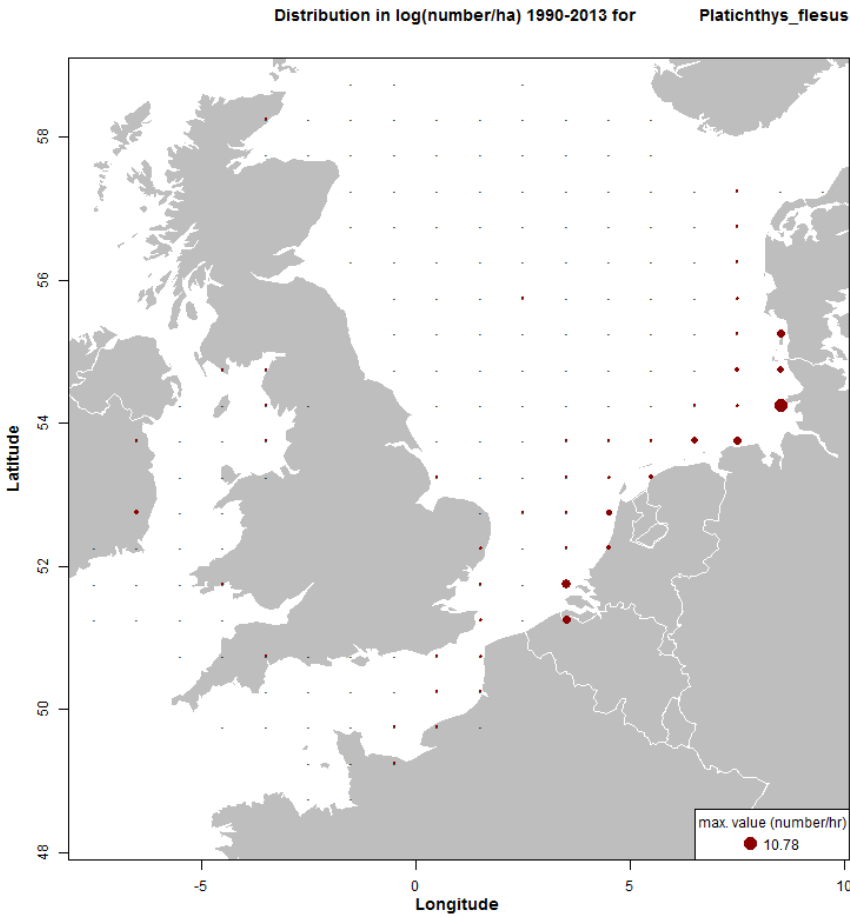 Distribution in log(number/ha) 1990-2013 for Platichthys_flesus
58
56
54
52
50
48
Latitude
max. value (number/hr)
10.78
-5 0 5 10
Longitude